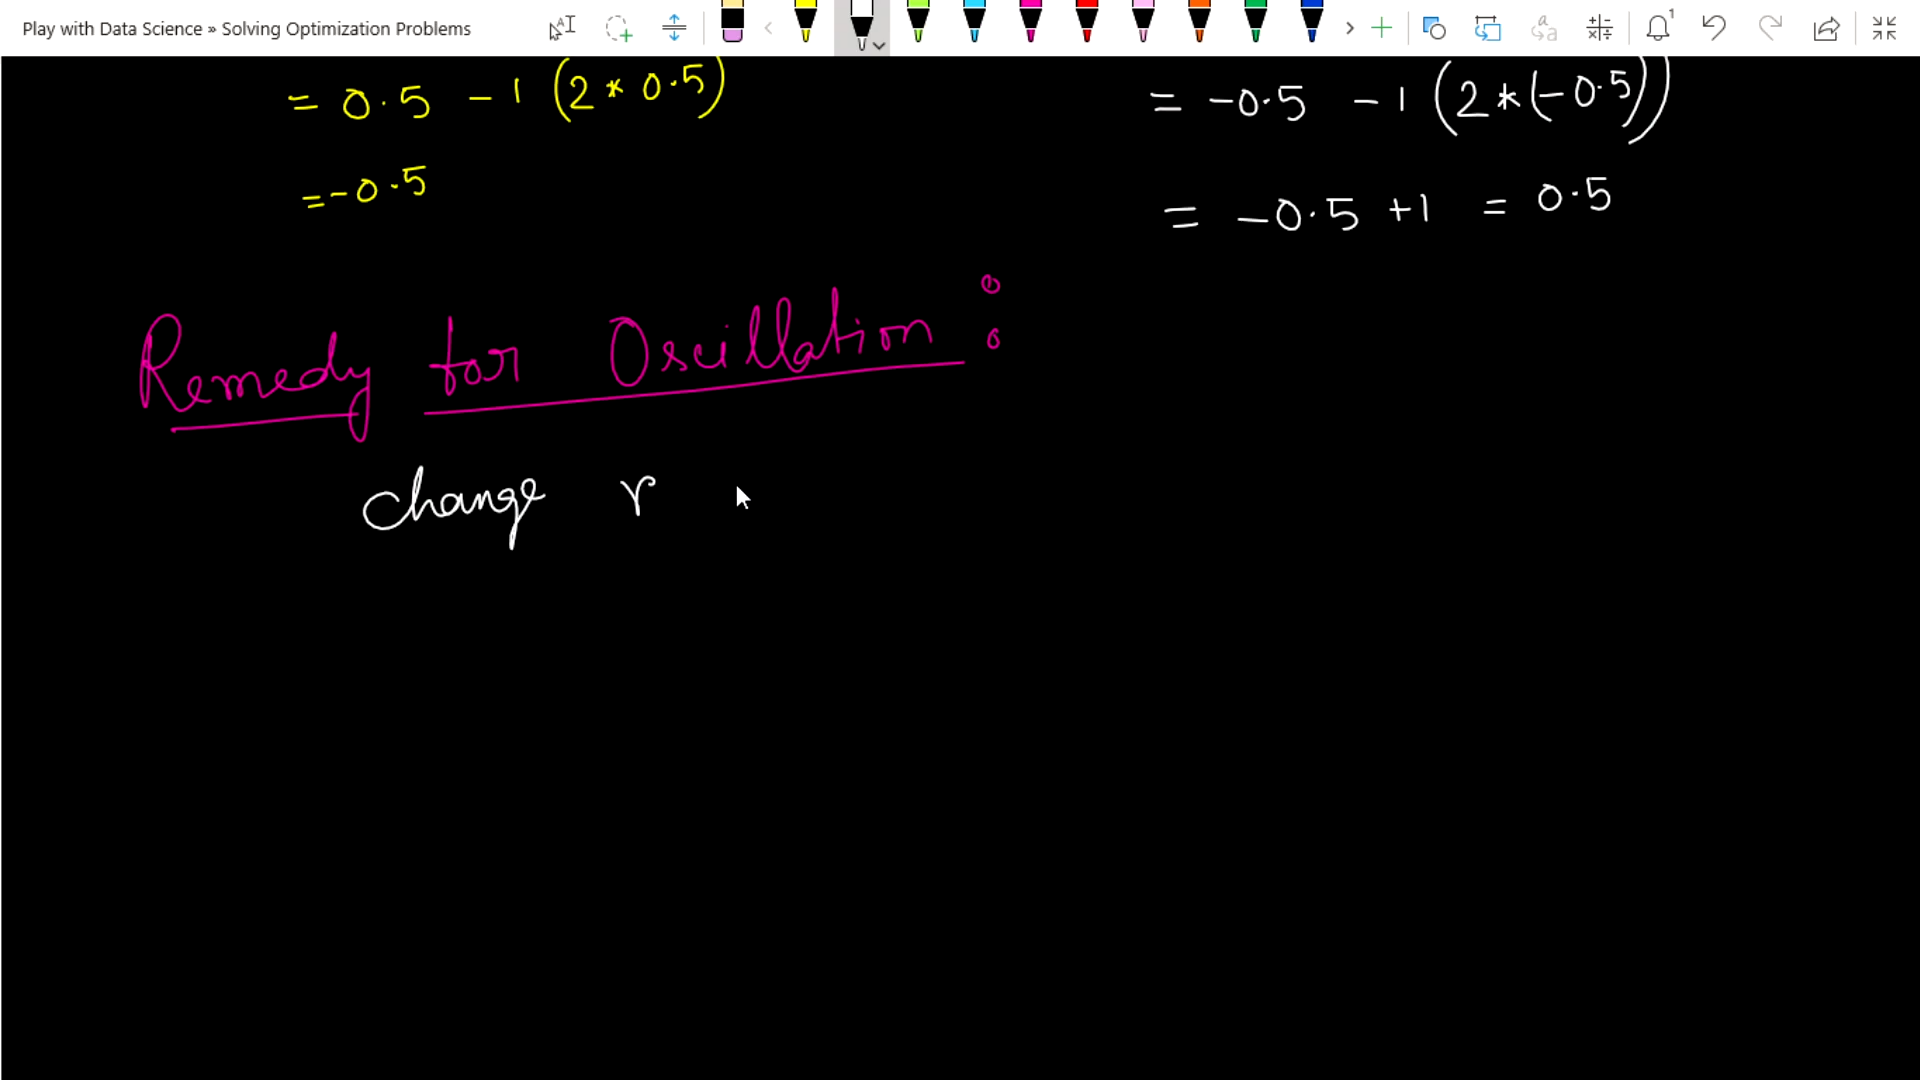 Play with Data Science » Solving Optimization Problems
= 0.5 - 1 (2 * 0.5)
= -0.5
= -0.5 - 1 (2 * (-0.5))
= -0.5 + 1 = 0.5
Remedy for Oscillation :
change r